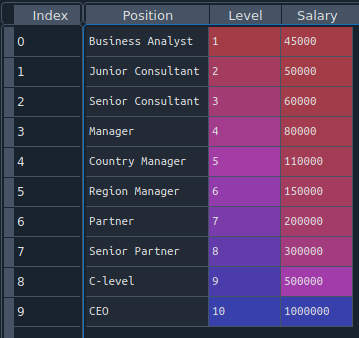 Index Position Level Salary
0 Business Analyst 1 45000
1 Junior Consultant 2 50000
2 Senior Consultant 3 60000
3 Manager 4 80000
4 Country Manager 5 110000
5 Region Manager 6 150000
6 Partner 7 200000
7 Senior Partner 8 300000
8 C-level 9 500000
9 CEO 10 1000000